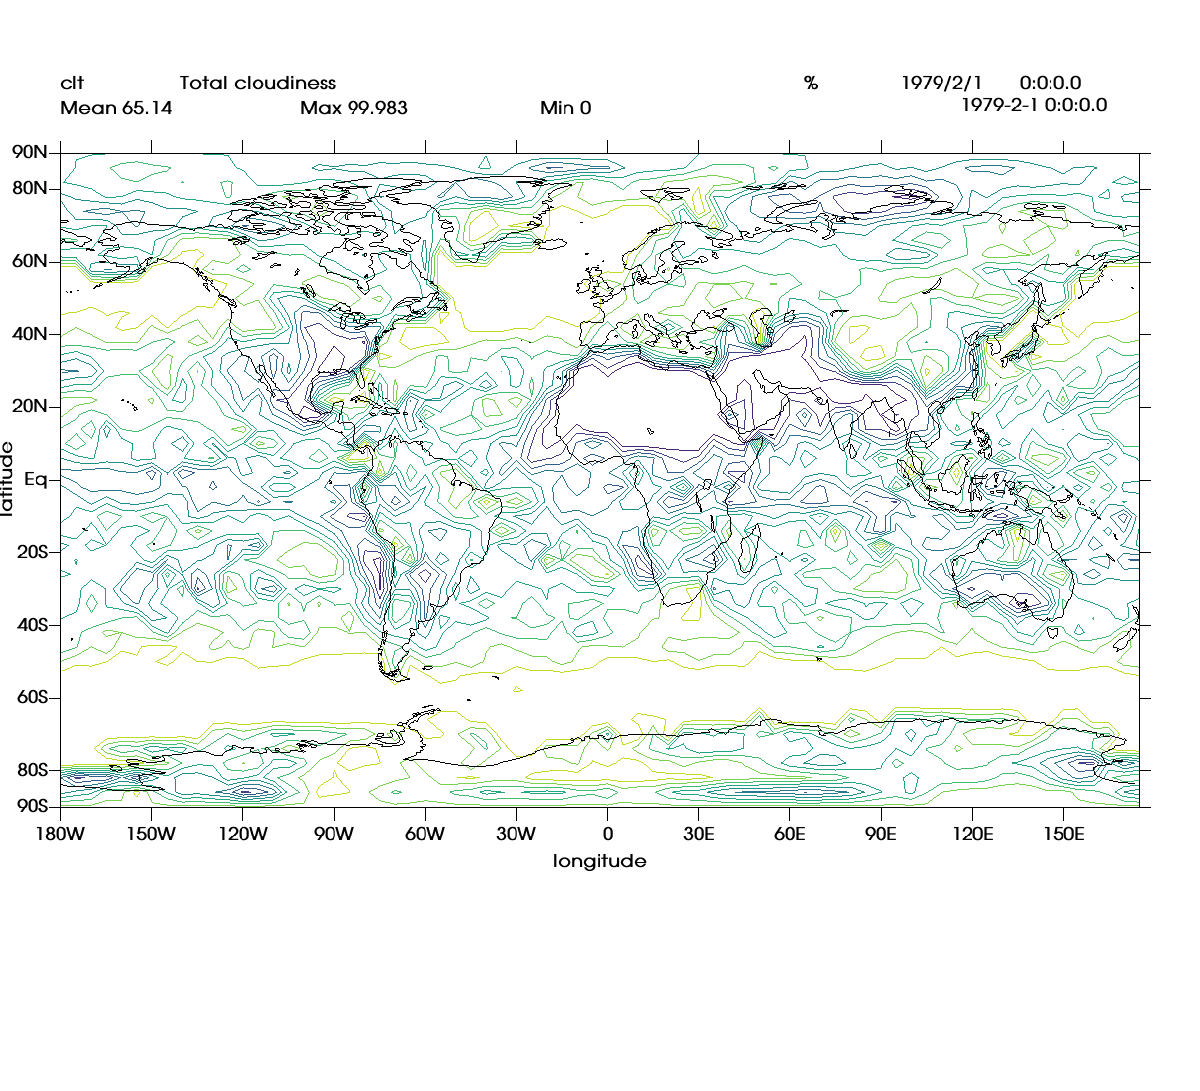 clt Total cloudiness % 1979/2/1 0:0:0.0
Mean 65.14 Max 99.983 Min 0 1979-2-1 0:0:0.0
90N
80N
60N
40N
20N
Eq
20S
40S
60S
80S
90S
latitude
180W 150W 120W 90W 60W 30W 0 30E 60E 90E 120E 150E
longitude